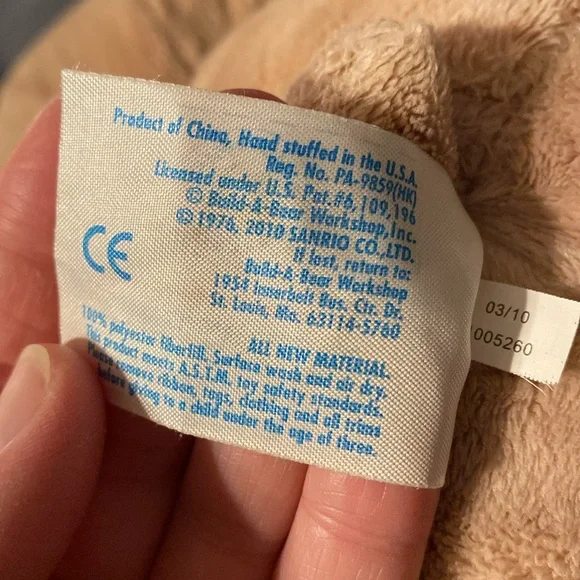 Product of China, Hand stuffed in the U.S.A.
Reg. No. PA-9859(HK)
Licensed under U.S. Pat.#6,109,196
© Build-A-Bear Workshop,Inc.
© 1976, 2010 SANRIO CO.,LTD.
If lost, return to:
Build-A-Bear Workshop
1954 Innerbelt Bus. Ctr. Dr.
St. Louis, Mo. 63114-5760
CE
ALL NEW MATERIAL.
100% polyester fiberfill. Surface wash and air dry.
This product meets A.S.T.M. toy safety standards.
Please remove ribbon, tags, clothing and all trims
before giving to a child under the age of three.
03/10
005260